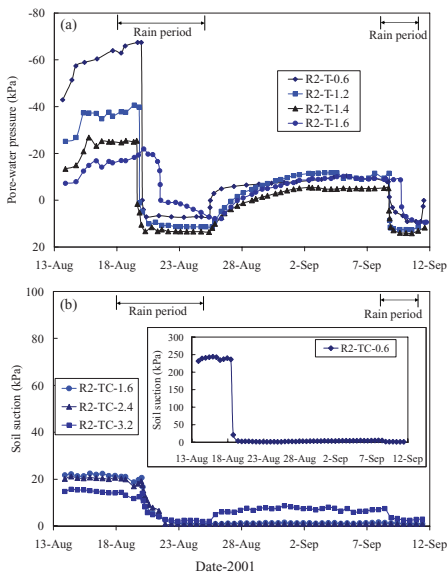 (a)
Rain period
Rain period
R2-T-0.6
R2-T-1.2
R2-T-1.4
R2-T-1.6
Pore-water pressure (kPa)
-80
-60
-40
-20
0
20
13-Aug 18-Aug 23-Aug 28-Aug 2-Sep 7-Sep 12-Sep
(b)
Rain period
Rain period
R2-TC-1.6
R2-TC-2.4
R2-TC-3.2
Soil suction (kPa)
100
80
60
40
20
0
R2-TC-0.6
Soil suction (kPa)
300
250
200
150
100
50
0
13-Aug 18-Aug 23-Aug 28-Aug 2-Sep 7-Sep 12-Sep
13-Aug 18-Aug 23-Aug 28-Aug 2-Sep 7-Sep 12-Sep
Date-2001